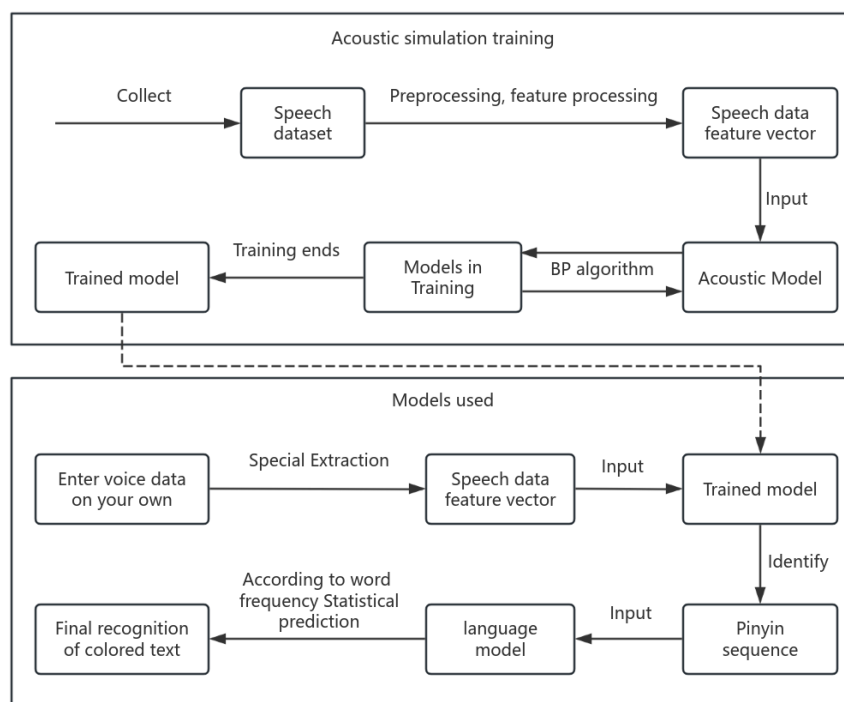 Acoustic simulation training
Collect
Speech
dataset
Preprocessing, feature processing
Speech data
feature vector
Input
Trained model
Training ends
Models in
Training
BP algorithm
Acoustic Model
Models used
Enter voice data
on your own
Special Extraction
Speech data
feature vector
Input
Trained model
Identify
Final recognition
of colored text
According to word
frequency Statistical
prediction
language
model
Input
Pinyin
sequence